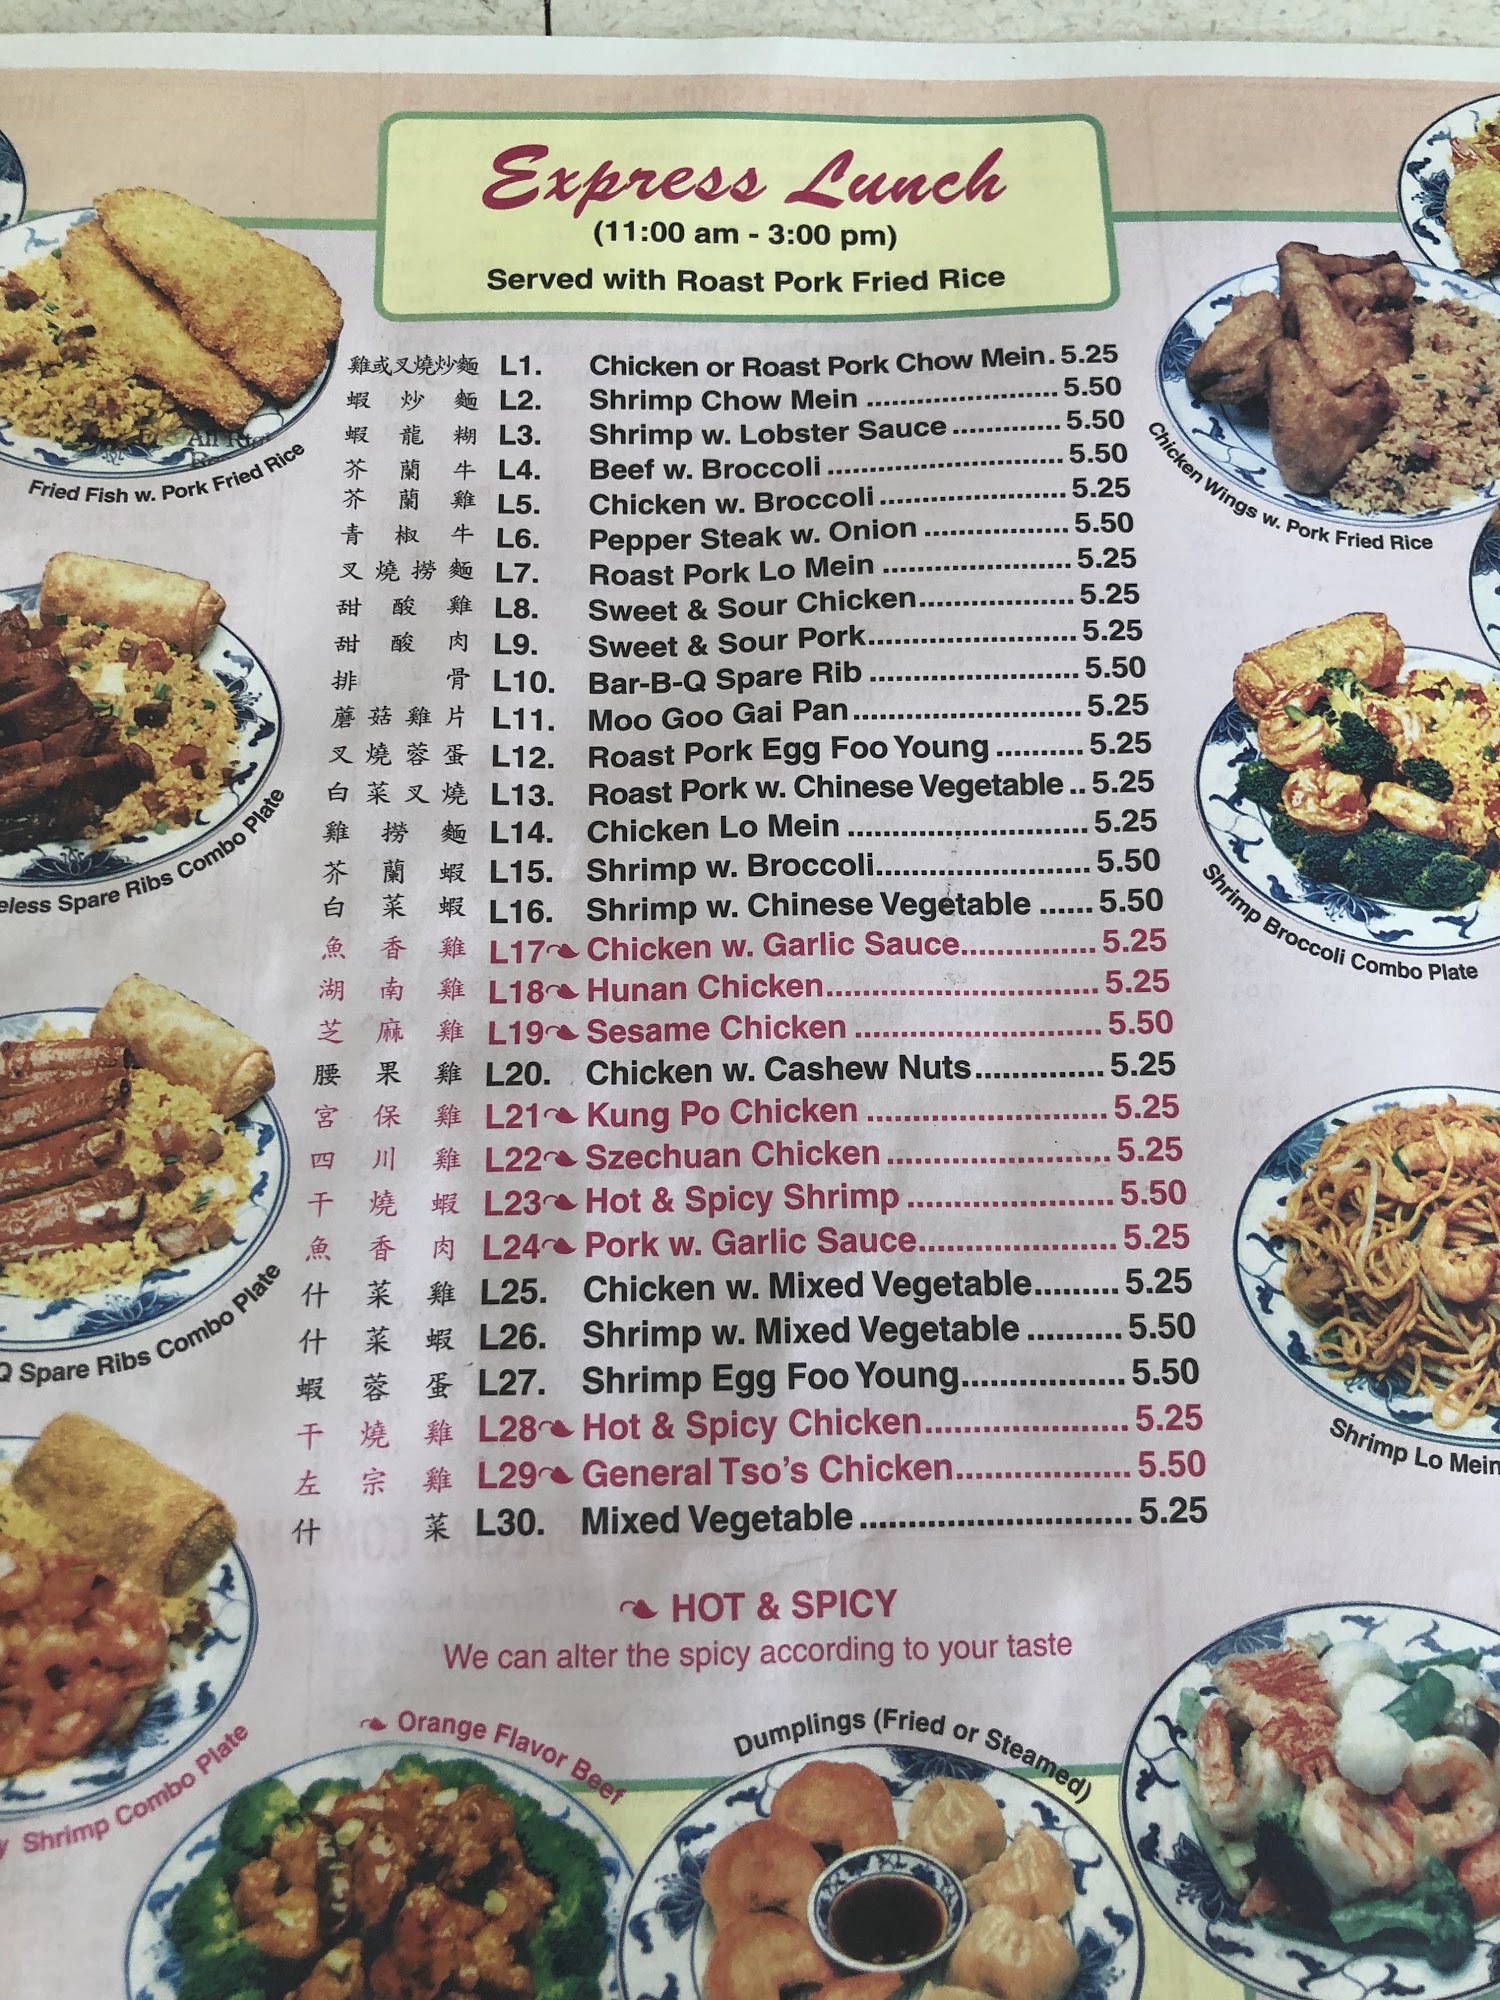 Express Lunch
(11:00 am - 3:00 pm)
Served with Roast Pork Fried Rice
雞或叉燒炒麵 L1. Chicken or Roast Pork Chow Mein. 5.25
蝦炒麵 L2. Shrimp Chow Mein ..................... 5.50
蝦龍糊 L3. Shrimp w. Lobster Sauce ............ 5.50
芥蘭牛 L4. Beef w. Broccoli .......................... 5.50
芥蘭雞 L5. Chicken w. Broccoli ..................... 5.25
青椒牛 L6. Pepper Steak w. Onion ................ 5.50
叉燒撈麵 L7. Roast Pork Lo Mein ..................... 5.25
甜酸雞 L8. Sweet & Sour Chicken................. 5.25
甜酸肉 L9. Sweet & Sour Pork....................... 5.25
排骨 L10. Bar-B-Q Spare Rib ....................... 5.50
蘑菇雞片 L11. Moo Goo Gai Pan......................... 5.25
叉燒蓉蛋 L12. Roast Pork Egg Foo Young .......... 5.25
白菜叉燒 L13. Roast Pork w. Chinese Vegetable .. 5.25
雞撈麵 L14. Chicken Lo Mein .......................... 5.25
芥蘭蝦 L15. Shrimp w. Broccoli....................... 5.50
白菜蝦 L16. Shrimp w. Chinese Vegetable ...... 5.50
魚香雞 L17 Chicken w. Garlic Sauce............... 5.25
湖南雞 L18 Hunan Chicken.............................. 5.25
芝麻雞 L19 Sesame Chicken ........................... 5.50
腰果雞 L20. Chicken w. Cashew Nuts.............. 5.25
宮保雞 L21 Kung Po Chicken .......................... 5.25
四川雞 L22 Szechuan Chicken ........................ 5.25
干燒蝦 L23 Hot & Spicy Shrimp ...................... 5.50
魚香肉 L24 Pork w. Garlic Sauce...................... 5.25
什菜雞 L25. Chicken w. Mixed Vegetable......... 5.25
什菜蝦 L26. Shrimp w. Mixed Vegetable .......... 5.50
蝦蓉蛋 L27. Shrimp Egg Foo Young................. 5.50
干燒雞 L28 Hot & Spicy Chicken...................... 5.25
左宗雞 L29 General Tso's Chicken................... 5.50
什菜 L30. Mixed Vegetable ............................ 5.25
HOT & SPICY
We can alter the spicy according to your taste
Fried Fish w. Pork Fried Rice
Spare Ribs Combo Plate
Q Spare Ribs Combo Plate
Shrimp Combo Plate
Orange Flavor Beef
Dumplings (Fried or Steamed)
Chicken Wings w. Pork Fried Rice
Shrimp Broccoli Combo Plate
Shrimp Lo Mein